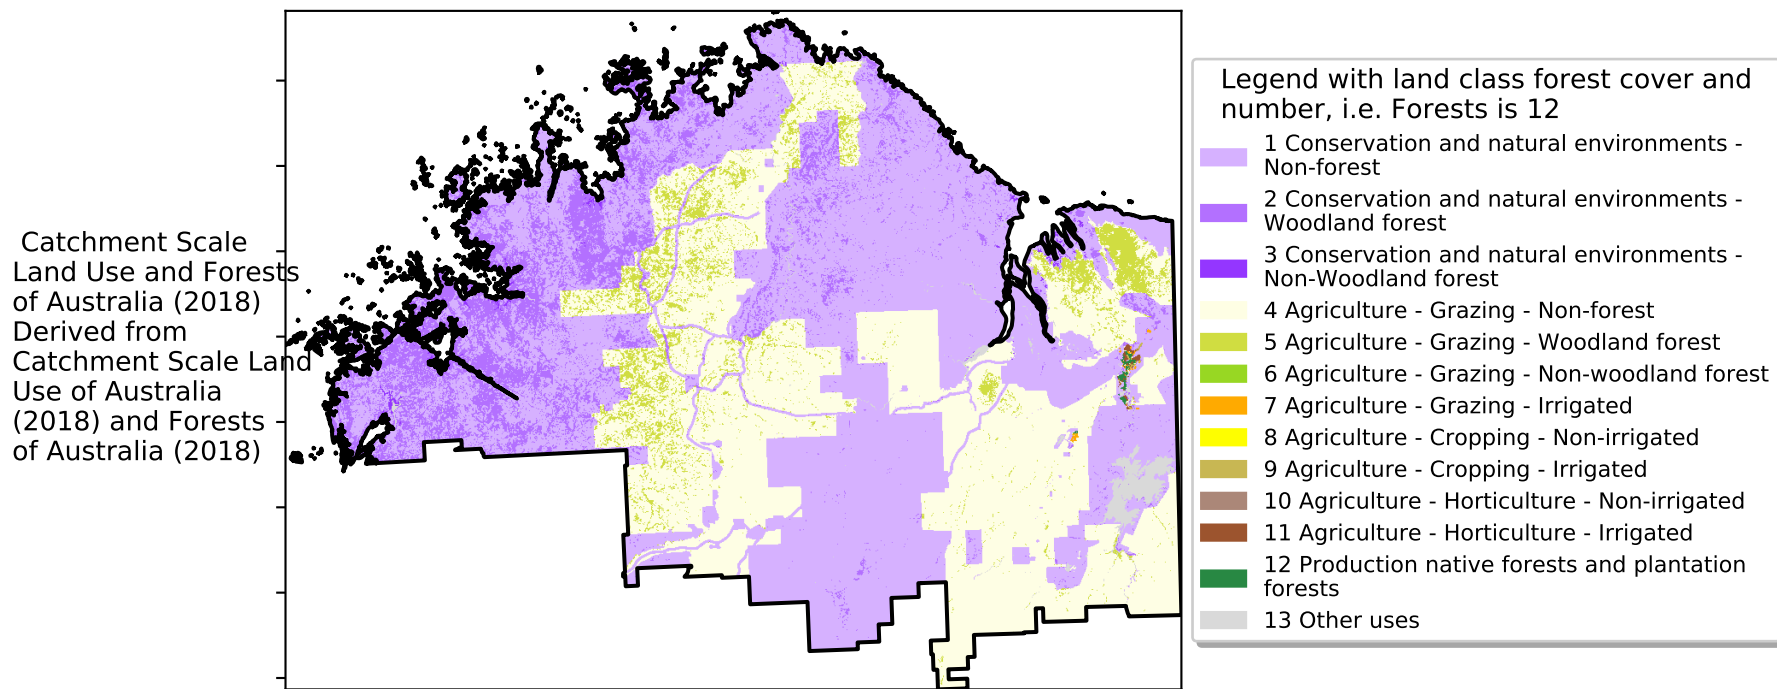 Catchment Scale
Land Use and Forests
of Australia (2018)
Derived from
Catchment Scale Land
Use of Australia
(2018) and Forests
of Australia (2018)
Legend with land class forest cover and
number, i.e. Forests is 12
1 Conservation and natural environments -
Non-forest
2 Conservation and natural environments -
Woodland forest
3 Conservation and natural environments -
Non-Woodland forest
4 Agriculture - Grazing - Non-forest
5 Agriculture - Grazing - Woodland forest
6 Agriculture - Grazing - Non-woodland forest
7 Agriculture - Grazing - Irrigated
8 Agriculture - Cropping - Non-irrigated
9 Agriculture - Cropping - Irrigated
10 Agriculture - Horticulture - Non-irrigated
11 Agriculture - Horticulture - Irrigated
12 Production native forests and plantation
forests
13 Other uses